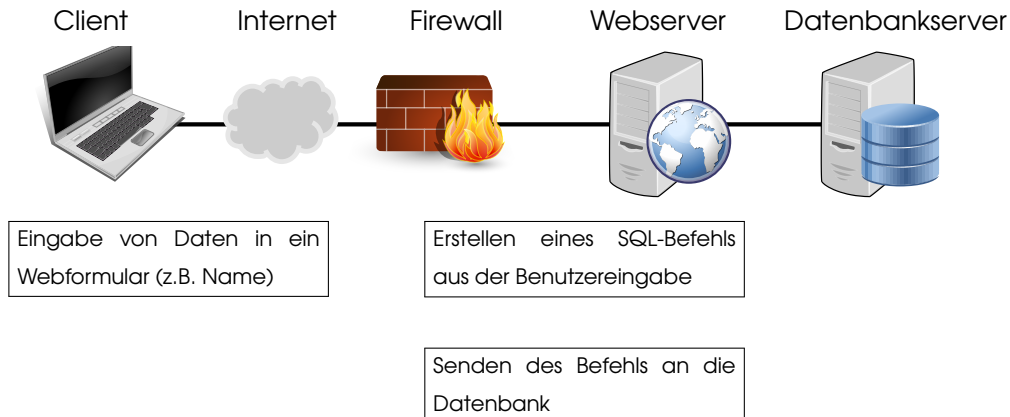 Client Internet Firewall Webserver Datenbankserver
Eingabe von Daten in ein
Webformular (z.B. Name)
Erstellen eines SQL-Befehls
aus der Benutzereingabe
Senden des Befehls an die
Datenbank